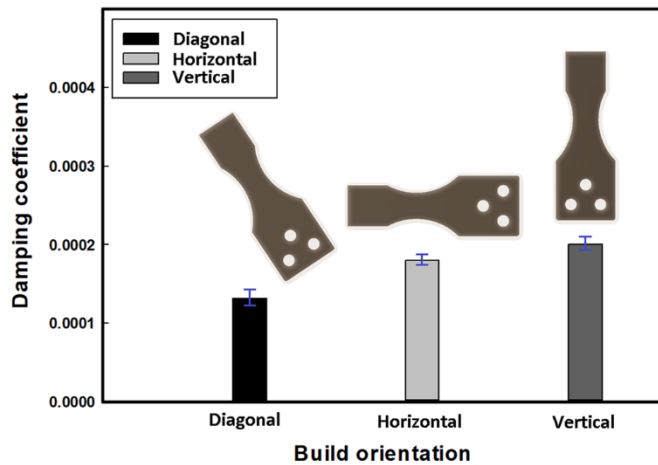 Diagonal
Horizontal
Vertical
Damping coefficient
0.0004
0.0003
0.0002
0.0001
0.0000
Diagonal Horizontal Vertical
Build orientation